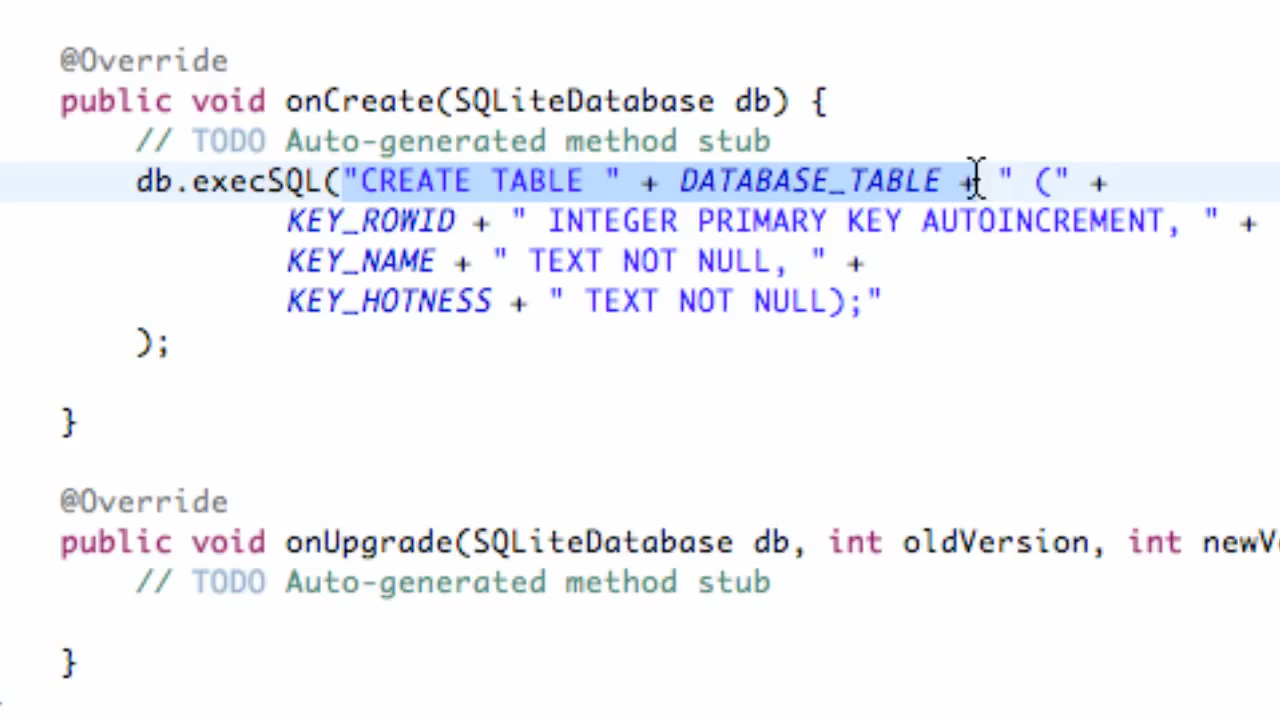 @Override
public void onCreate(SQLiteDatabase db) {
// TODO Auto-generated method stub
db.execSQL("CREATE TABLE " + DATABASE_TABLE + " (" +
KEY_ROWID + " INTEGER PRIMARY KEY AUTOINCREMENT, " +
KEY_NAME + " TEXT NOT NULL, " +
KEY_HOTNESS + " TEXT NOT NULL);"
);
}
@Override
public void onUpgrade(SQLiteDatabase db, int oldVersion, int newV
// TODO Auto-generated method stub
}